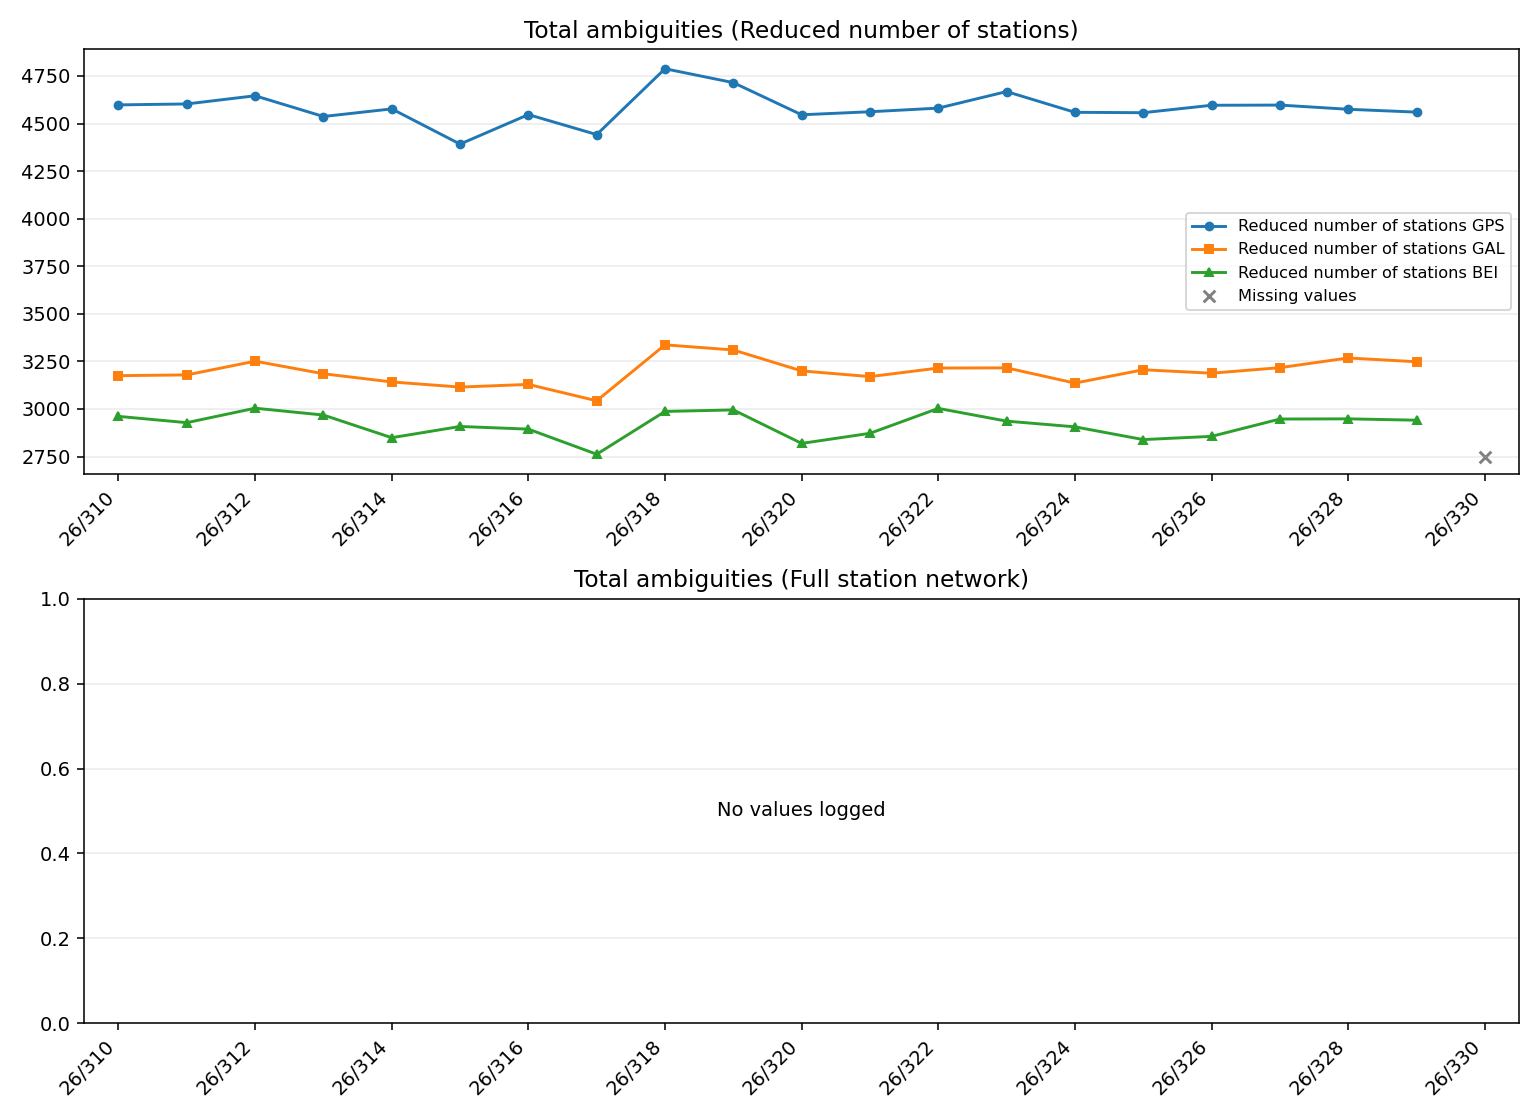 Total ambiguities (Reduced number of stations)
4750
4500
4250
4000
3750
3500
3250
3000
2750
Reduced number of stations GPS
Reduced number of stations GAL
Reduced number of stations BEI
Missing values
26/310 26/312 26/314 26/316 26/318 26/320 26/322 26/324 26/326 26/328 26/330
Total ambiguities (Full station network)
1.0
0.8
0.6
No values logged
0.4
0.2
0.0
26/310 26/312 26/314 26/316 26/318 26/320 26/322 26/324 26/326 26/328 26/330